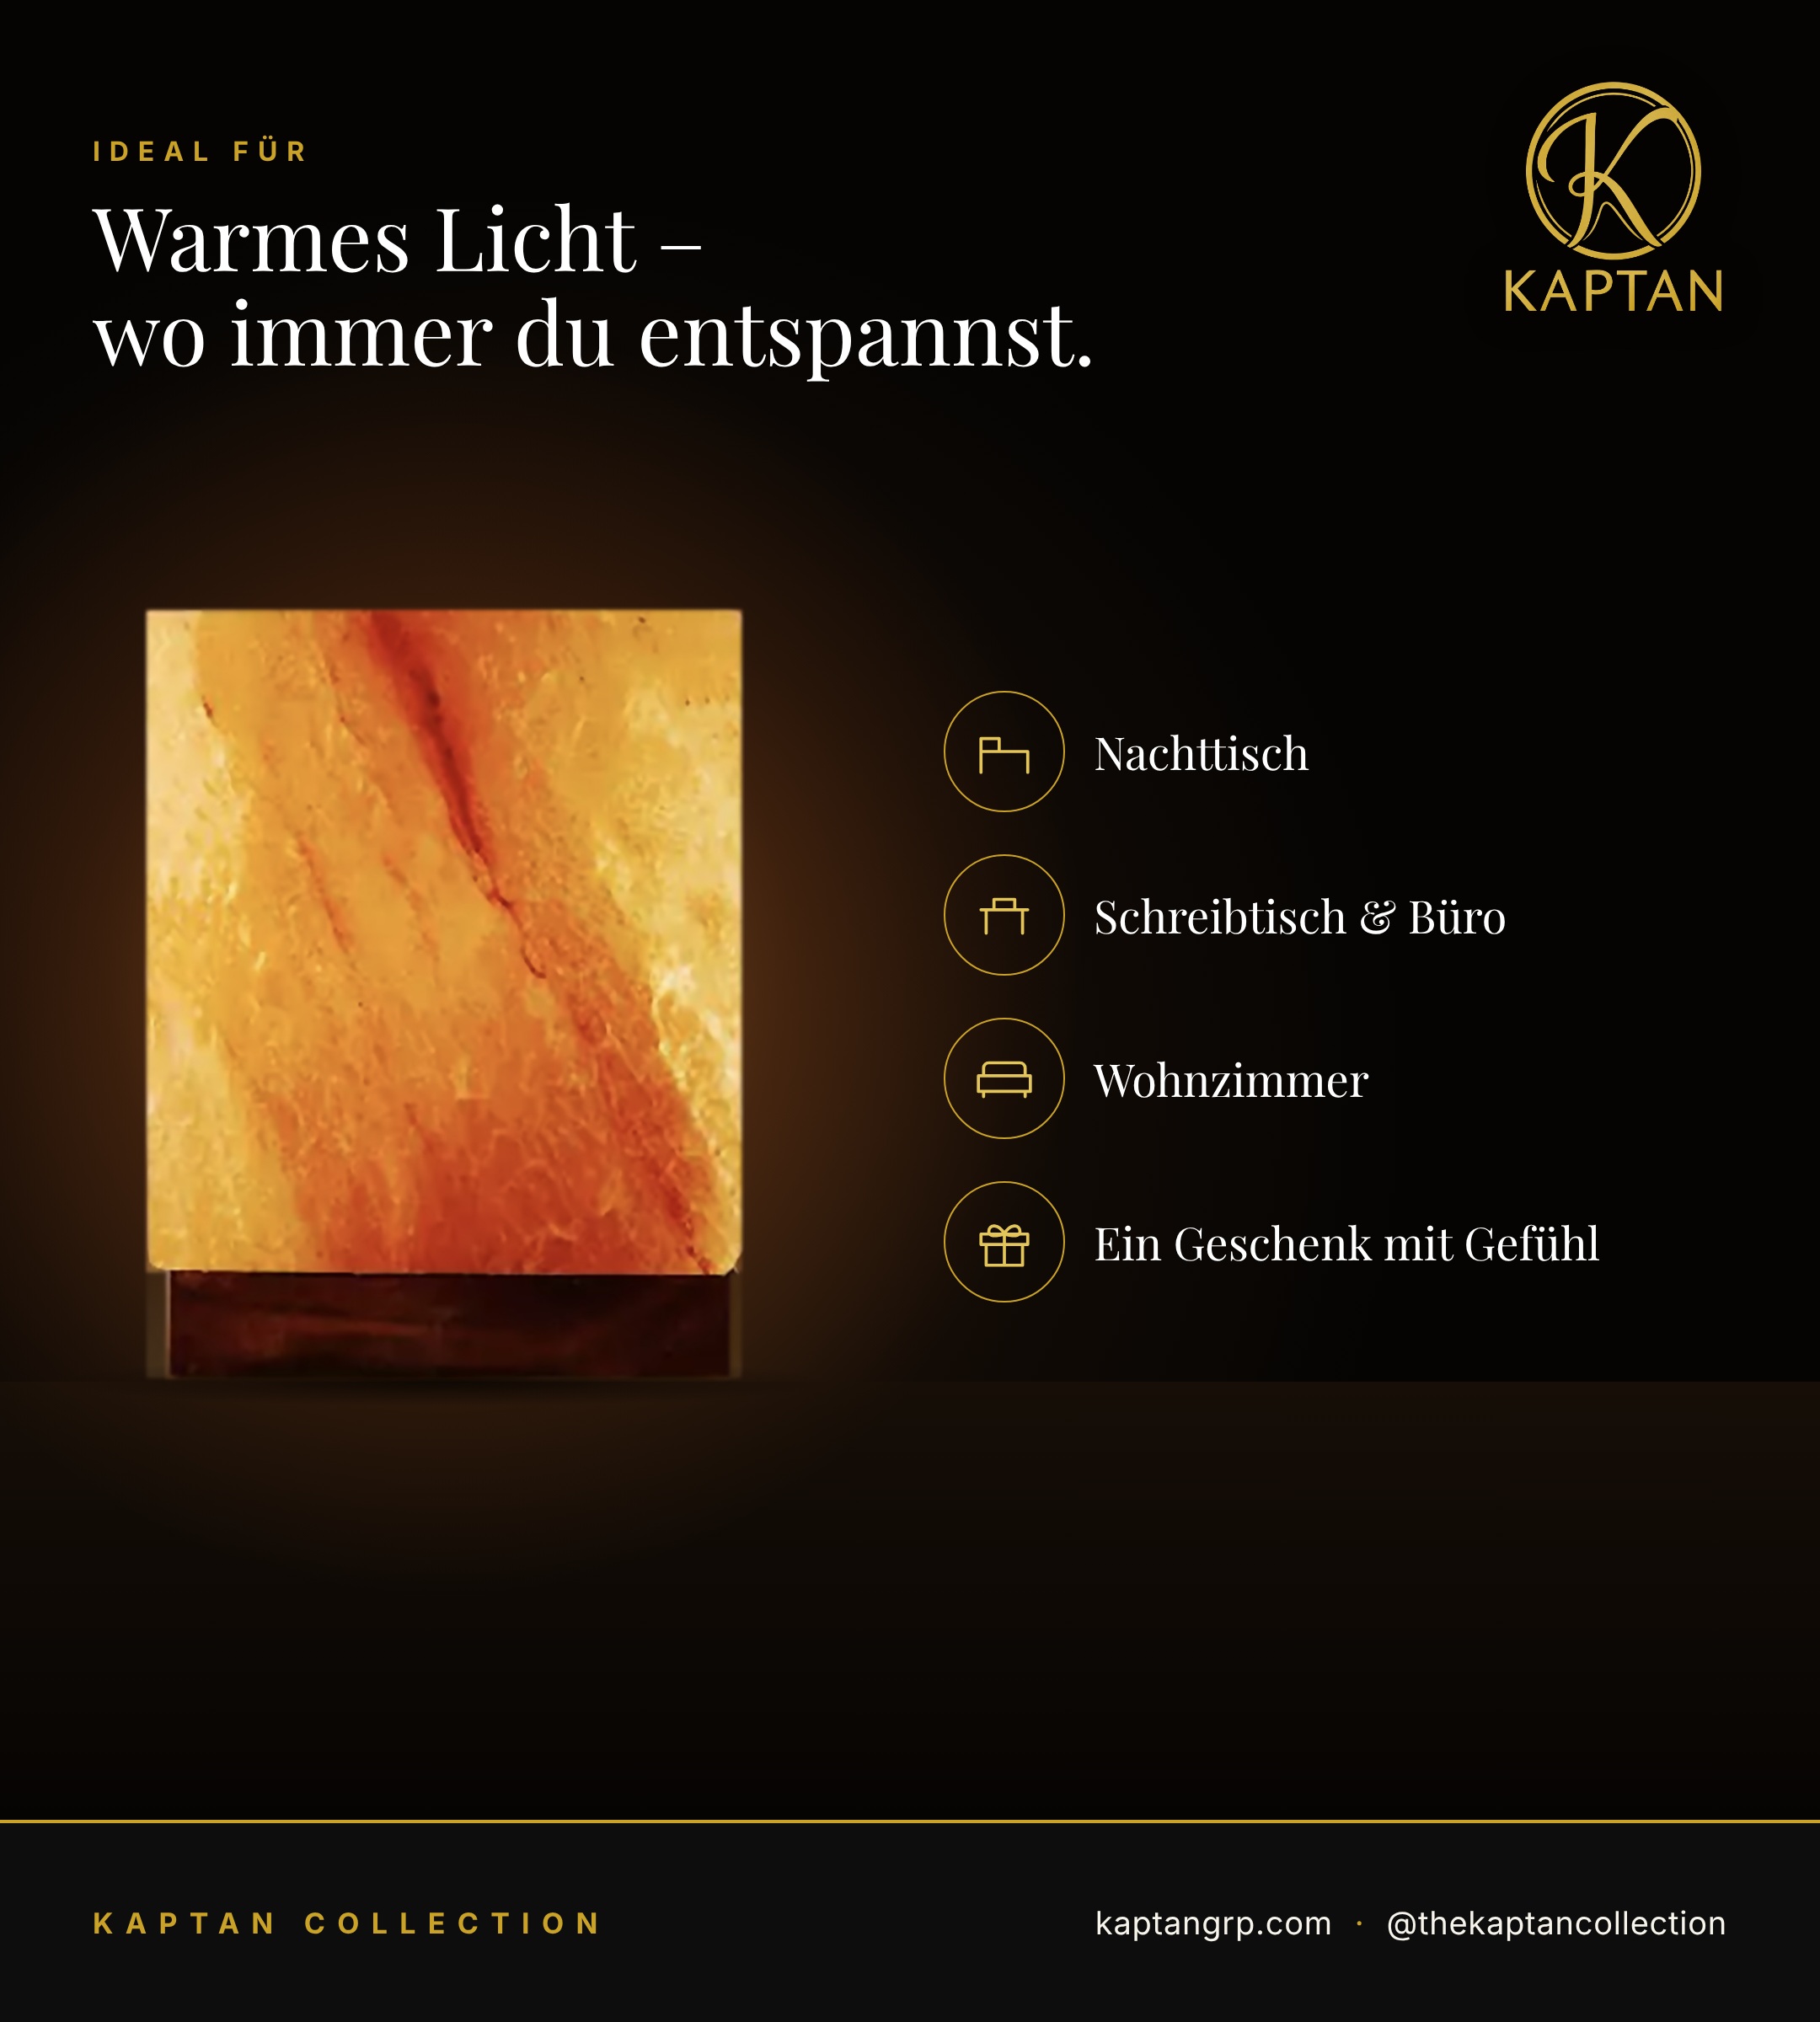 IDEAL FÜR
Warmes Licht –
wo immer du entspannst.
KAPTAN
Nachttisch
Schreibtisch & Büro
Wohnzimmer
Ein Geschenk mit Gefühl
KAPTAN COLLECTION
kaptangrp.com · @thekaptancollection